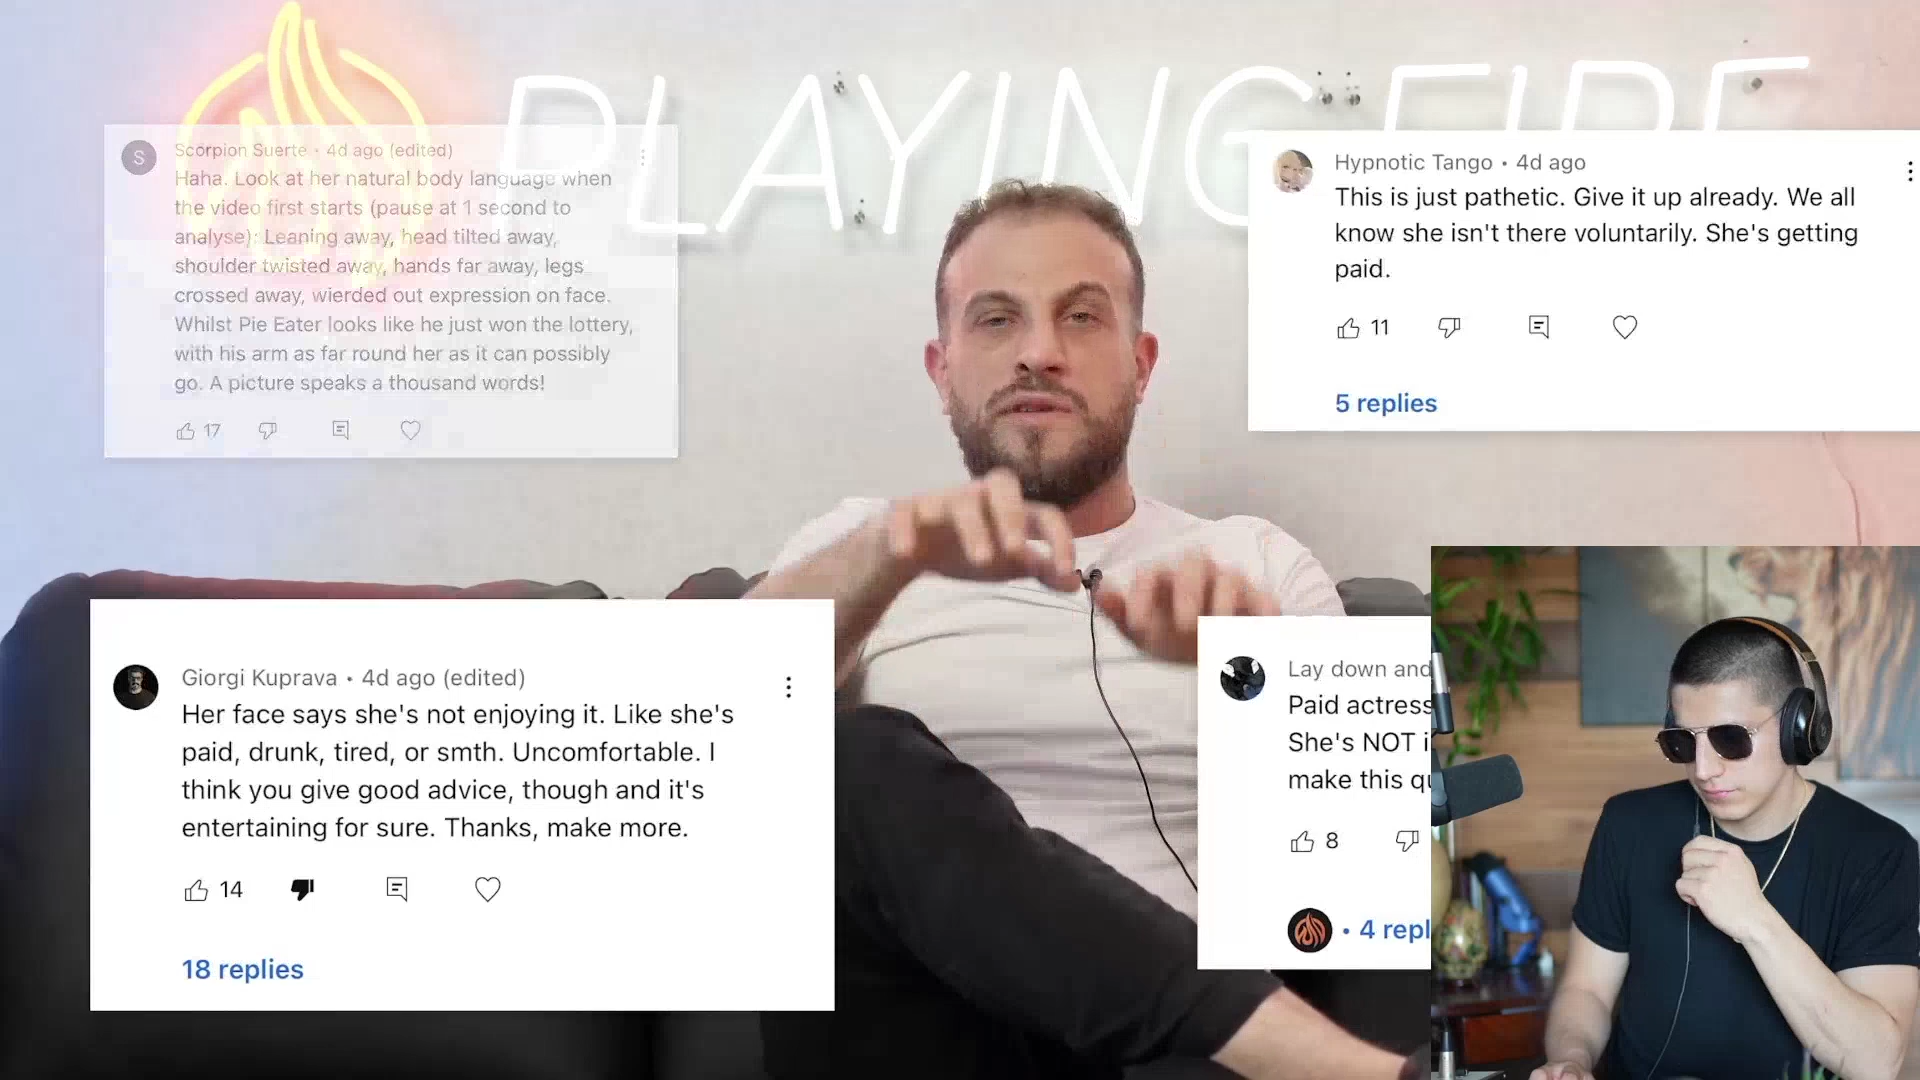 PLAYING FIRE
S
Scorpion Suerte • 4d ago (edited)
Haha. Look at her natural body language when
the video first starts (pause at 1 second to
analyse): Leaning away, head tilted away,
shoulder twisted away, hands far away, legs
crossed away, wierded out expression on face.
Whilst Pie Eater looks like he just won the lottery,
with his arm as far round her as it can possibly
go. A picture speaks a thousand words!
17
Hypnotic Tango • 4d ago
This is just pathetic. Give it up already. We all
know she isn't there voluntarily. She's getting
paid.
11
5 replies
Giorgi Kuprava • 4d ago (edited)
Her face says she's not enjoying it. Like she's
paid, drunk, tired, or smth. Uncomfortable. I
think you give good advice, though and it's
entertaining for sure. Thanks, make more.
14
18 replies
Lay down and
Paid actress
She's NOT i
make this qu
8
• 4 repl